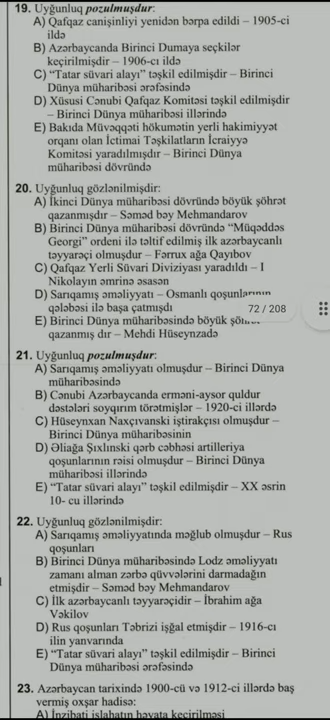 19. Uyğunluq pozulmuşdur:
A) Qafqaz canişinliyi yenidən bərpa edildi – 1905-ci
ildə
B) Azərbaycanda Birinci Dumaya seçkilər
keçirilmişdir – 1906-cı ildə
C) “Tatar süvari alayı” təşkil edilmişdir – Birinci
Dünya müharibəsi ərəfəsində
D) Xüsusi Cənubi Qafqaz Komitəsi təşkil edilmişdir
– Birinci Dünya müharibəsi illərində
E) Bakıda Müvəqqəti hökumətin yerli hakimiyyət
orqanı olan İctimai Təşkilatların İcraiyyə
Komitəsi yaradılmışdır – Birinci Dünya
müharibəsi dövründə
20. Uyğunluq gözlənilmişdir:
A) İkinci Dünya müharibəsi dövründə böyük şöhrət
qazanmışdır – Səməd bəy Mehmandarov
B) Birinci Dünya müharibəsi dövründə “Müqəddəs
Georgi” ordeni ilə təltif edilmiş ilk azərbaycanlı
təyyarəçi olmuşdur – Fərrux ağa Qayıbov
C) Qafqaz Yerli Süvari Diviziyası yaradıldı – I
Nikolayın əmrinə əsasən
D) Sarıqamış əməliyyatı – Osmanlı qoşunlarının
qələbəsi ilə başa çatmışdı
72 / 208
E) Birinci Dünya müharibəsində böyük
qazanmış dır – Mehdi Hüseynzadə
21. Uyğunluq pozulmuşdur:
A) Sarıqamış əməliyyatı olmuşdur – Birinci Dünya
müharibəsində
B) Cənubi Azərbaycanda erməni-aysor quldur
dəstələri soyqırım törətmişlər – 1920-ci illərdə
C) Hüseynxan Naxçıvanski iştirakçısı olmuşdur –
Birinci Dünya müharibəsinin
D) Əliağa Şıxlinski qərb cəbhəsi artilleriya
qoşunlarının rəisi olmuşdur – Birinci Dünya
müharibəsi illərində
E) “Tatar süvari alayı” təşkil edilmişdir – XX əsrin
10- cu illərində
22. Uyğunluq gözlənilmişdir:
A) Sarıqamış əməliyyatında məğlub olmuşdur – Rus
qoşunları
B) Birinci Dünya müharibəsində Lodz əməliyyatı
zamanı alman zərbə qüvvələrini darmadağın
etmişdir – Səməd bəy Mehmandarov
C) İlk azərbaycanlı təyyarəçidir – İbrahim ağa
Vəkilov
D) Rus qoşunları Təbrizi işğal etmişdir – 1916-cı
ilin yanvarında
E) “Tatar süvari alayı” təşkil edilmişdir – Birinci
Dünya müharibəsi ərəfəsində
23. Azərbaycan tarixində 1900-cü və 1912-ci illərdə baş
vermiş oxşar hadisə:
A) İnzibati islahatın həyata keçirilməsi